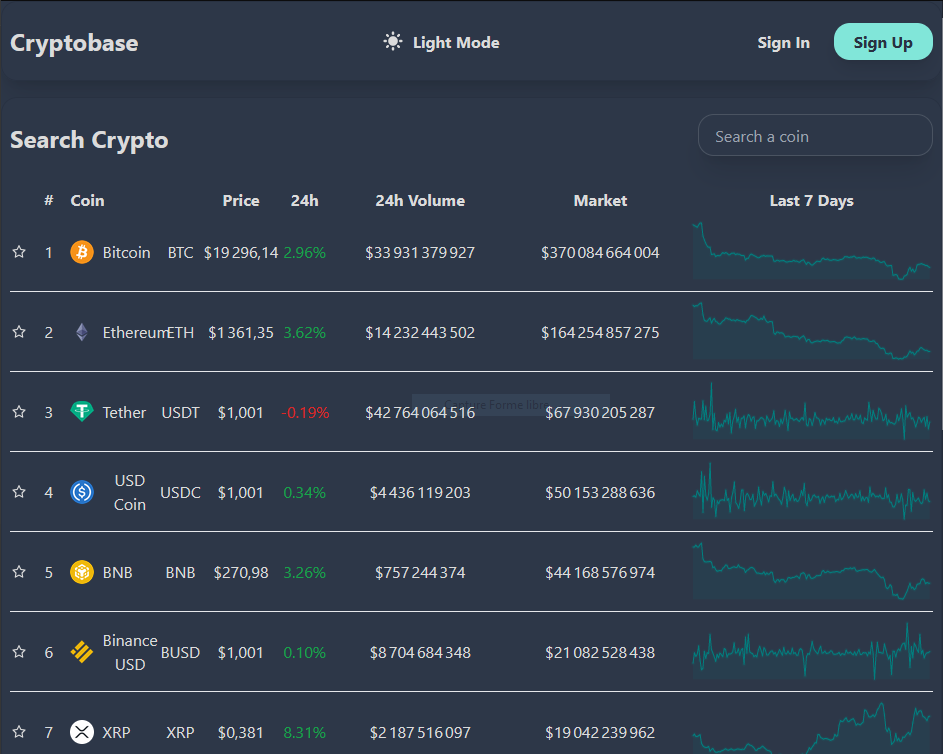 Cryptobase Light Mode Sign In Sign Up
Search Crypto Search a coin
# Coin Price 24h 24h Volume Market Last 7 Days
1 Bitcoin BTC $19 296,14 2.96% $33 931 379 927 $370 084 664 004
2 Ethereum ETH $1 361,35 3.62% $14 232 443 502 $164 254 857 275
3 Tether USDT $1,001 -0.19% $42 764 064 516 $67 930 205 287
Capture Forme libre
4 USD Coin USDC $1,001 0.34% $4 436 119 203 $50 153 288 636
5 BNB BNB $270,98 3.26% $757 244 374 $44 168 576 974
6 Binance USD BUSD $1,001 0.10% $8 704 684 348 $21 082 528 438
7 XRP XRP $0,381 8.31% $2 187 516 097 $19 042 239 962